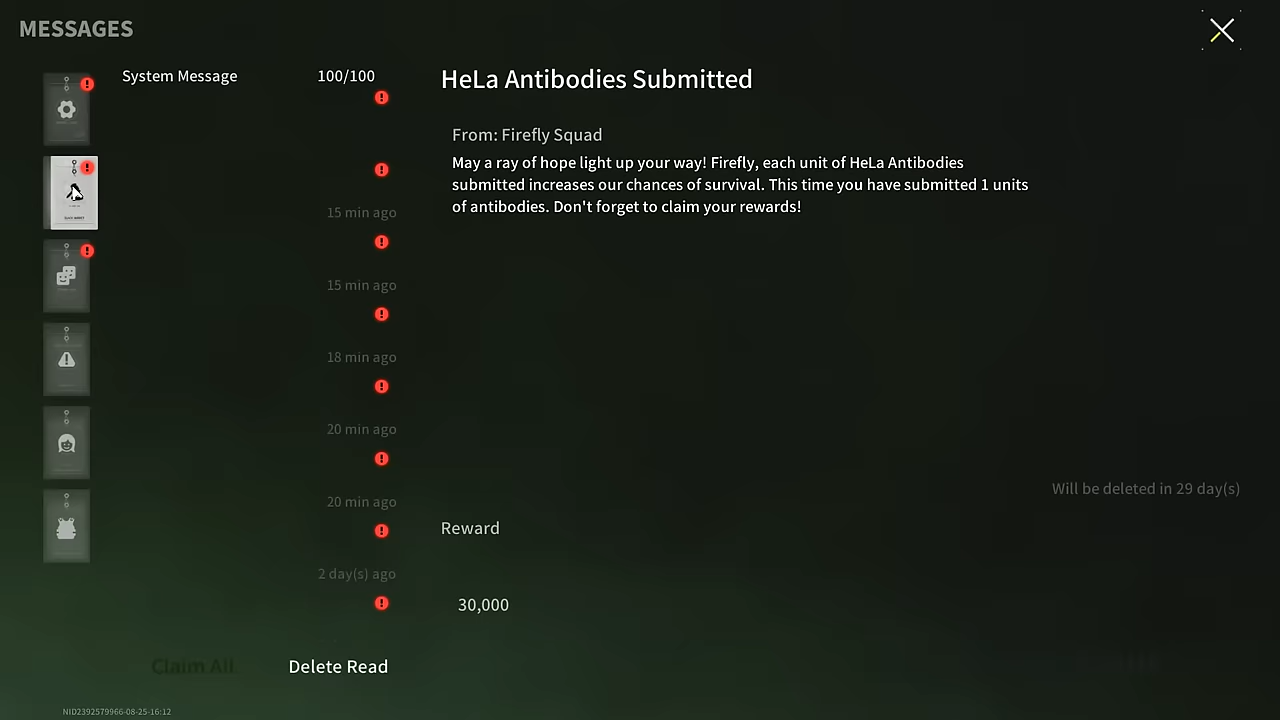 MESSAGES
System Message
100/100
15 min ago
15 min ago
18 min ago
20 min ago
20 min ago
2 day(s) ago
Claim All
Delete Read
HeLa Antibodies Submitted
From: Firefly Squad
May a ray of hope light up your way! Firefly, each unit of HeLa Antibodies
submitted increases our chances of survival. This time you have submitted 1 units
of antibodies. Don't forget to claim your rewards!
Will be deleted in 29 day(s)
Reward
30,000
NID2392579966-08-25-16:12